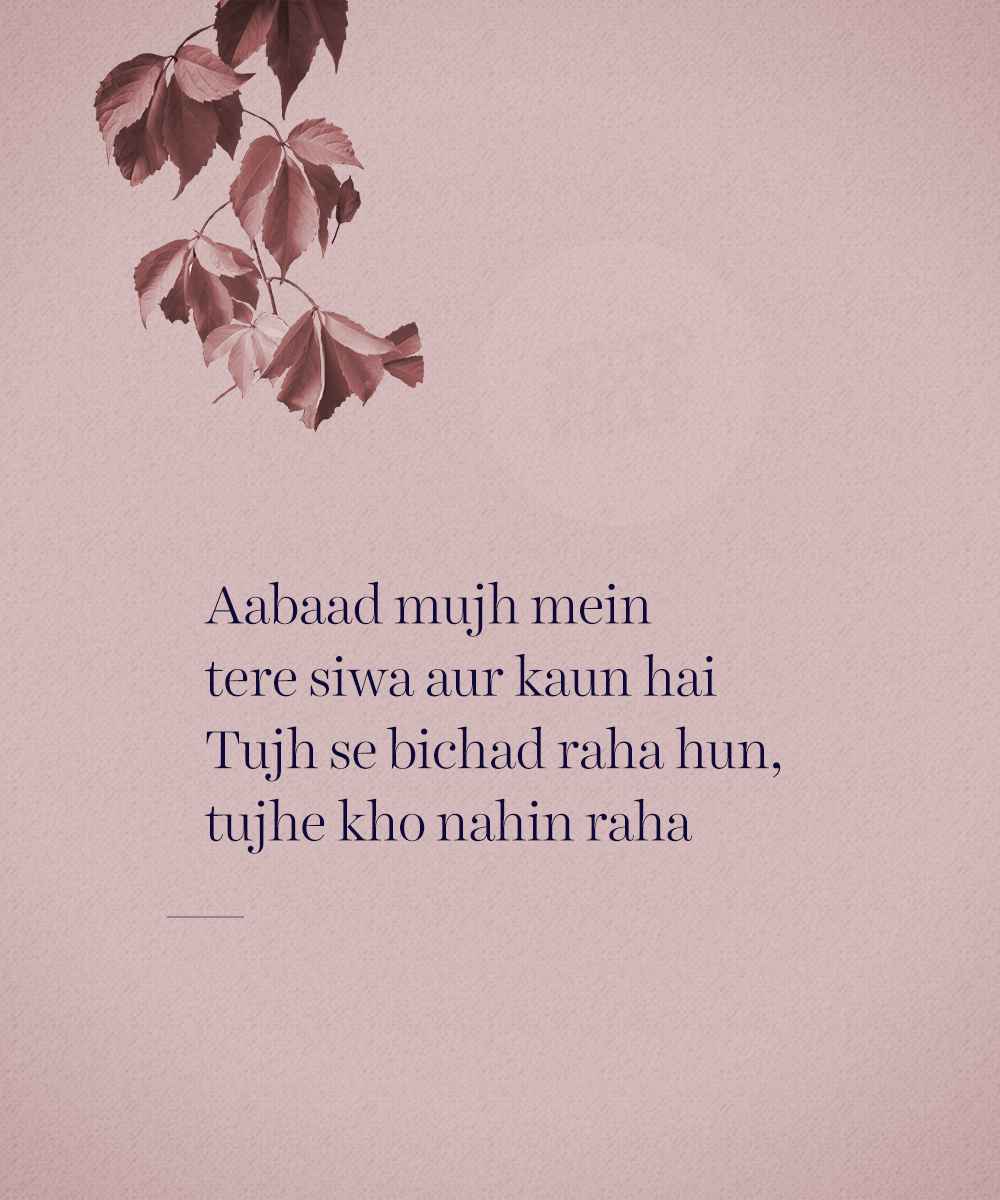 Aabaad mujh mein
tere siwa aur kaun hai
Tujh se bichad raha hun,
tujhe kho nahin raha